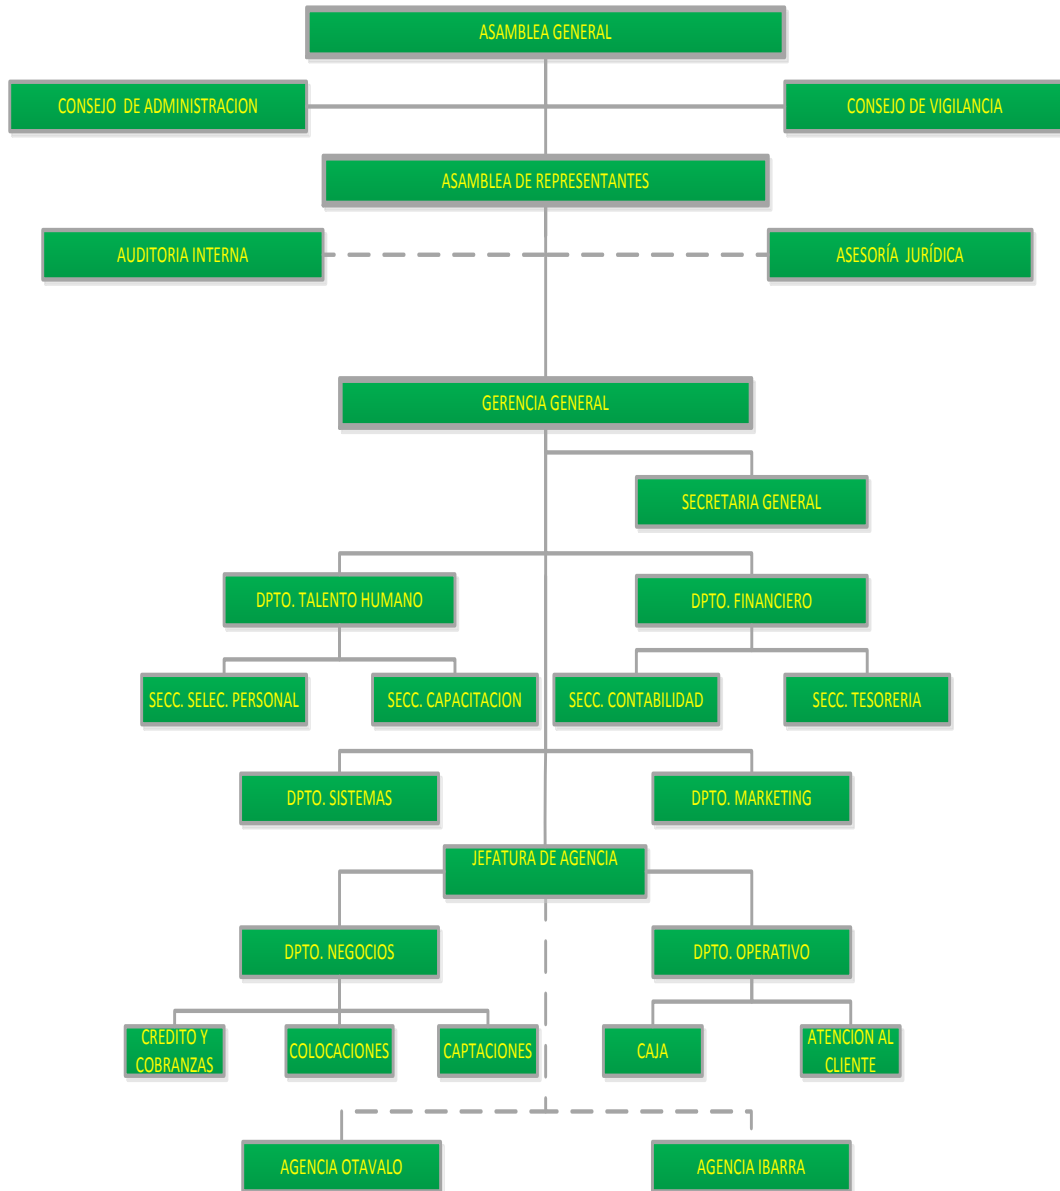 ASAMBLEA GENERAL
CONSEJO DE ADMINISTRACION
CONSEJO DE VIGILANCIA
ASAMBLEA DE REPRESENTANTES
AUDITORIA INTERNA
ASESORÍA JURÍDICA
GERENCIA GENERAL
SECRETARIA GENERAL
DPTO. TALENTO HUMANO
DPTO. FINANCIERO
SECC. SELEC. PERSONAL
SECC. CAPACITACION
SECC. CONTABILIDAD
SECC. TESORERIA
DPTO. SISTEMAS
DPTO. MARKETING
JEFATURA DE AGENCIA
DPTO. NEGOCIOS
DPTO. OPERATIVO
CREDITO Y
COBRANZAS
COLOCACIONES
CAPTACIONES
CAJA
ATENCION AL
CLIENTE
AGENCIA OTAVALO
AGENCIA IBARRA